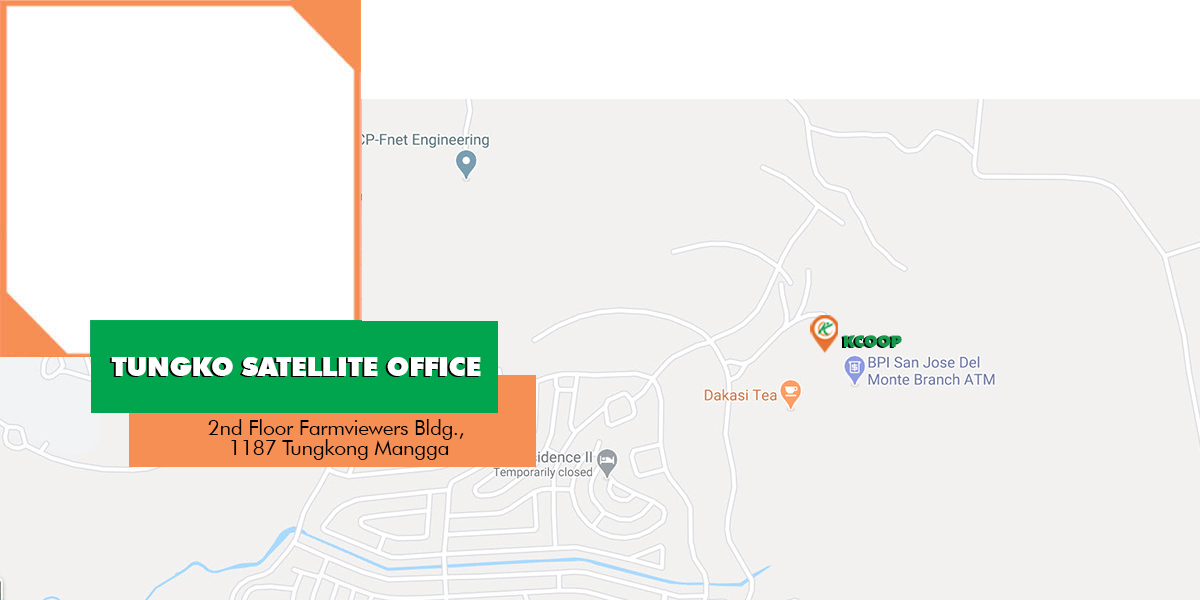 CP-Fnet Engineering
KCOOP
BPI San Jose Del
Monte Branch ATM
TUNGKO SATELLITE OFFICE
Dakasi Tea
2nd Floor Farmviewers Bldg.,
1187 Tungkong Mangga
idence II
Temporarily closed